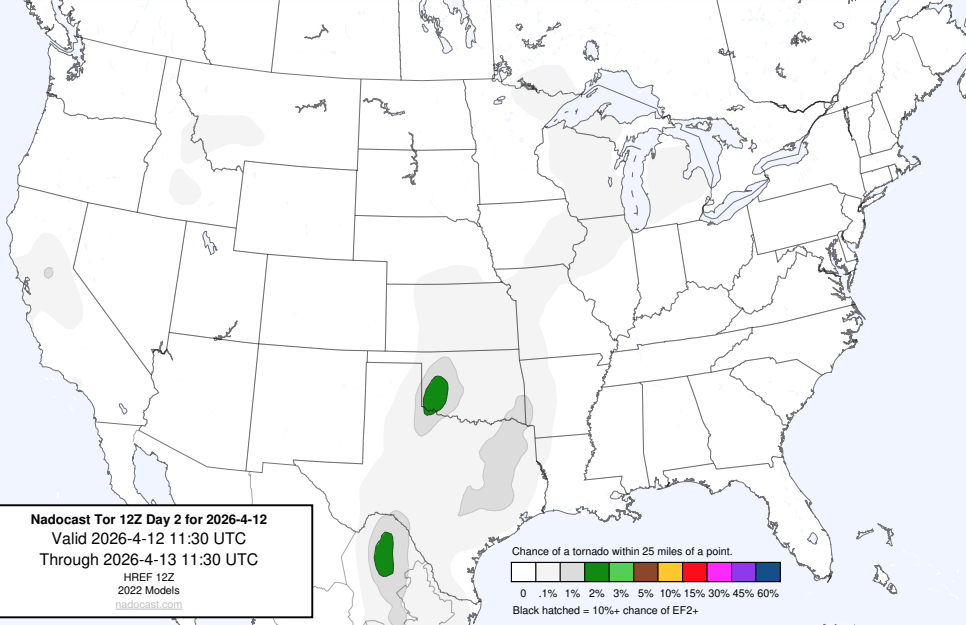 Nadocast Tor 12Z Day 2 for 2026-4-12
Valid 2026-4-12 11:30 UTC
Through 2026-4-13 11:30 UTC
HREF 12Z
2022 Models
nadocast.com
Chance of a tornado within 25 miles of a point.
0 .1% 1% 2% 3% 5% 10% 15% 30% 45% 60%
Black hatched = 10%+ chance of EF2+